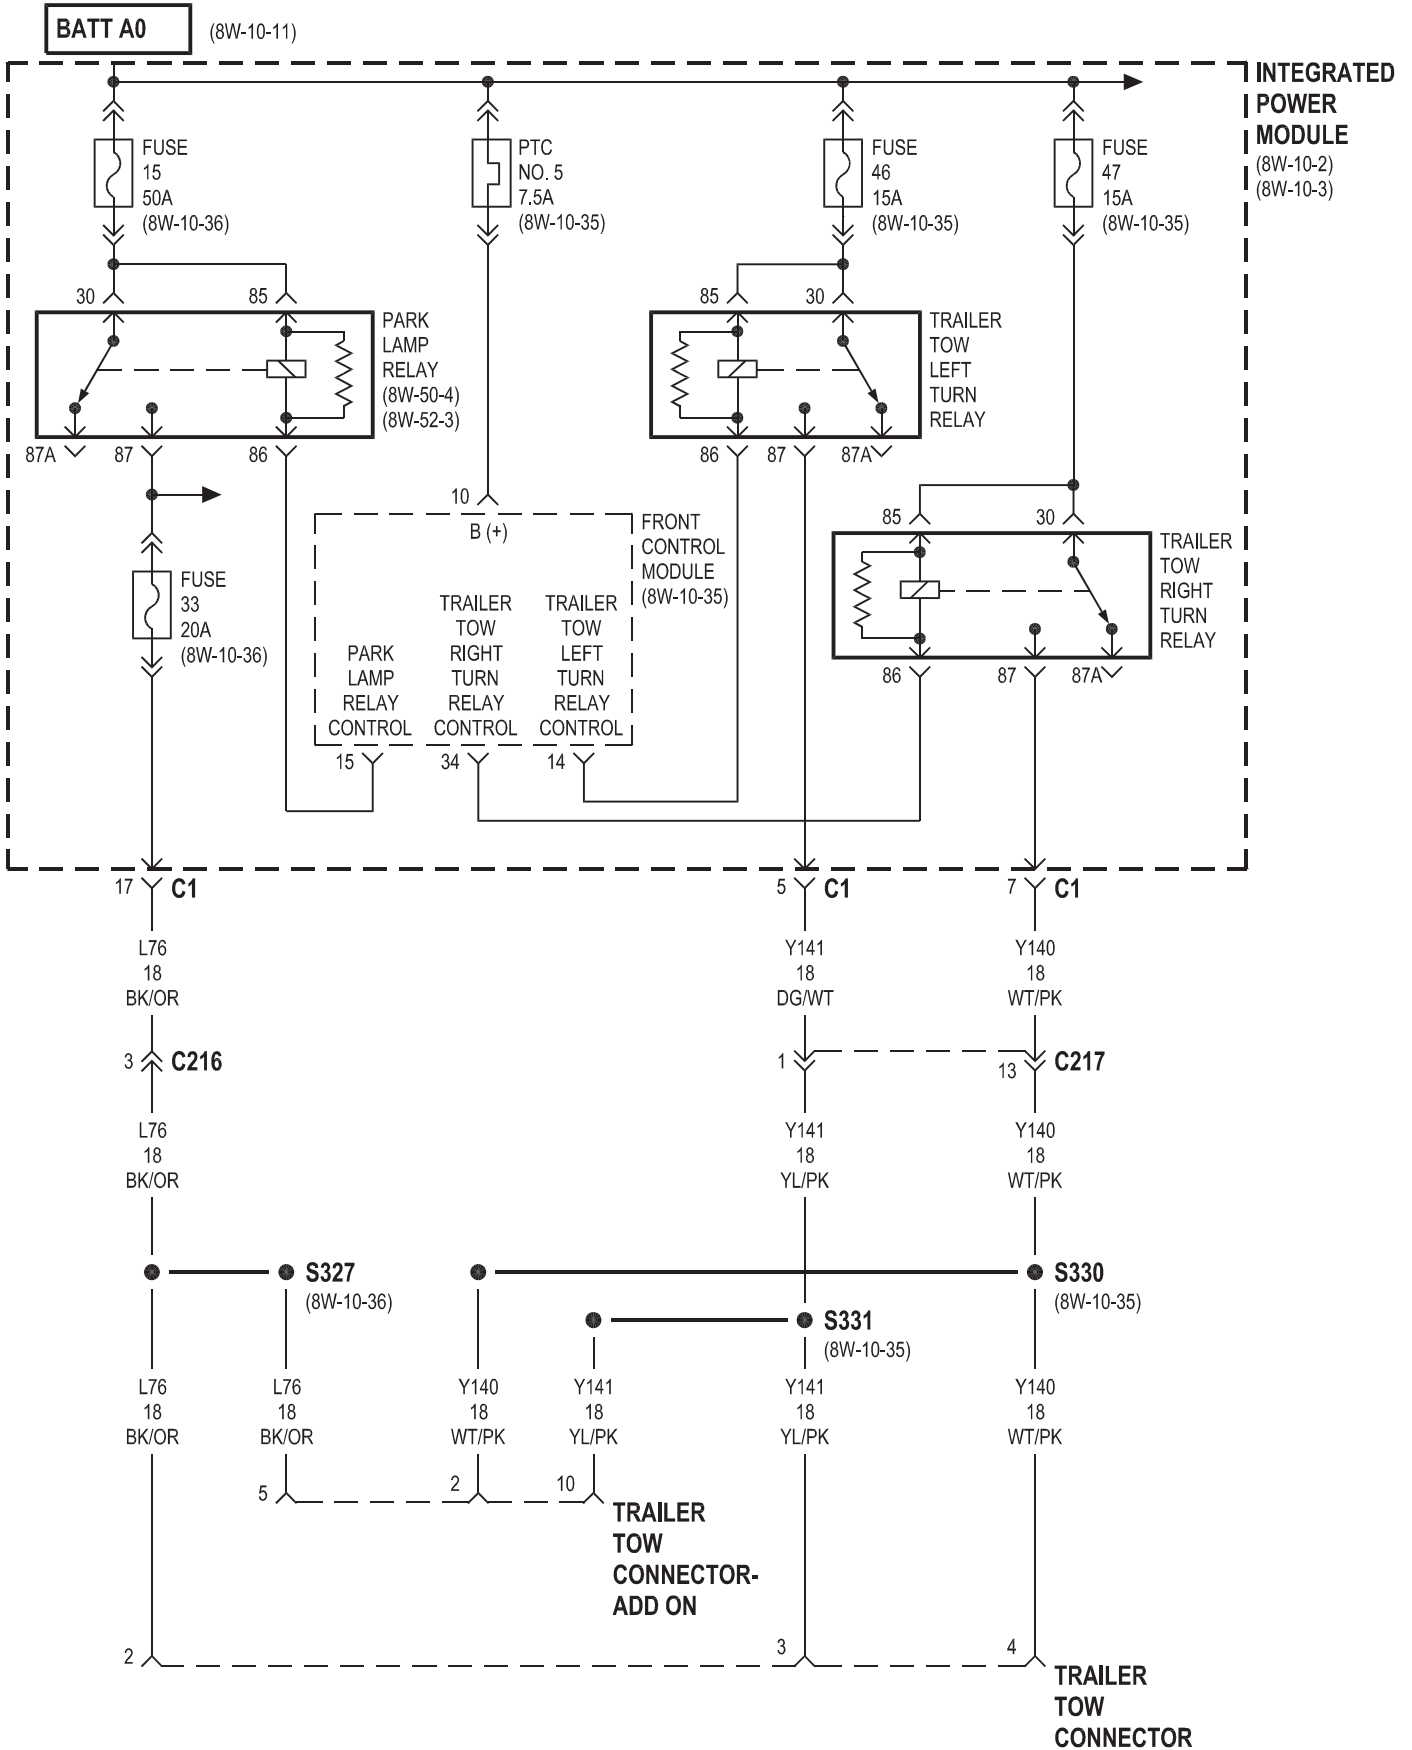 BATT A0 (8W-10-11)
INTEGRATED
POWER
MODULE
(8W-10-2)
(8W-10-3)
FUSE
15
50A
(8W-10-36)
PTC
NO. 5
7.5A
(8W-10-35)
FUSE
46
15A
(8W-10-35)
FUSE
47
15A
(8W-10-35)
30 85
PARK
LAMP
RELAY
(8W-50-4)
(8W-52-3)
87A 87 86
85 30
TRAILER
TOW
LEFT
TURN
RELAY
86 87 87A
10
B (+)
FRONT
CONTROL
MODULE
(8W-10-35)
85 30
TRAILER
TOW
RIGHT
TURN
RELAY
86 87 87A
FUSE
33
20A
(8W-10-36)
PARK
LAMP
RELAY
CONTROL
TRAILER
TOW
RIGHT
TURN
RELAY
CONTROL
TRAILER
TOW
LEFT
TURN
RELAY
CONTROL
15 34 14
17 C1 5 C1 7 C1
L76
18
BK/OR
Y141
18
DG/WT
Y140
18
WT/PK
3 C216 1 13 C217
L76
18
BK/OR
Y141
18
YL/PK
Y140
18
WT/PK
S327
(8W-10-36)
S330
(8W-10-35)
S331
(8W-10-35)
L76
18
BK/OR
L76
18
BK/OR
Y140
18
WT/PK
Y141
18
YL/PK
Y141
18
YL/PK
Y140
18
WT/PK
5 2 10
TRAILER
TOW
CONNECTOR-
ADD ON
2 3 4
TRAILER
TOW
CONNECTOR